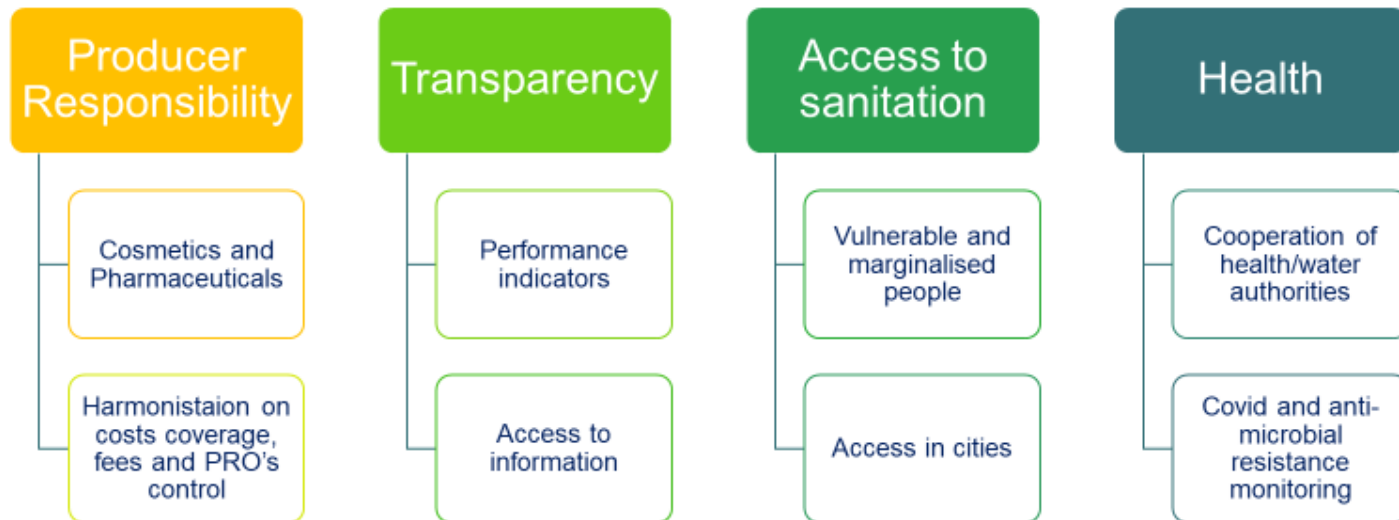 Producer
Responsibility
Cosmetics and
Pharmaceuticals
Harmonistaion on
costs coverage,
fees and PRO's
control
Transparency
Performance
indicators
Access to
information
Access to
sanitation
Vulnerable and
marginalised
people
Access in cities
Health
Cooperation of
health/water
authorities
Covid and anti-
microbial
resistance
monitoring